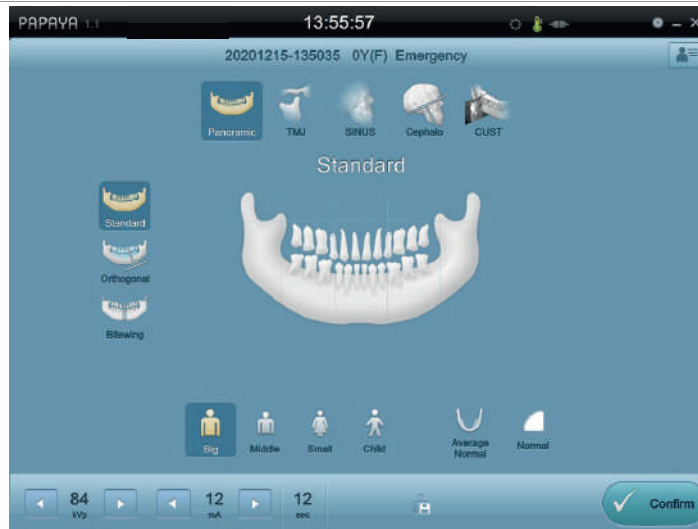 PAPAYA 1.1
13:55:57
20201215-135035 0Y(F) Emergency
Panoramic TMJ SINUS Cephalo CUST
Standard
Standard
Orthogonal
Bitewing
Big Middle Small Child Average Normal Normal
84 kVp 12 mA 12 sec
Confirm